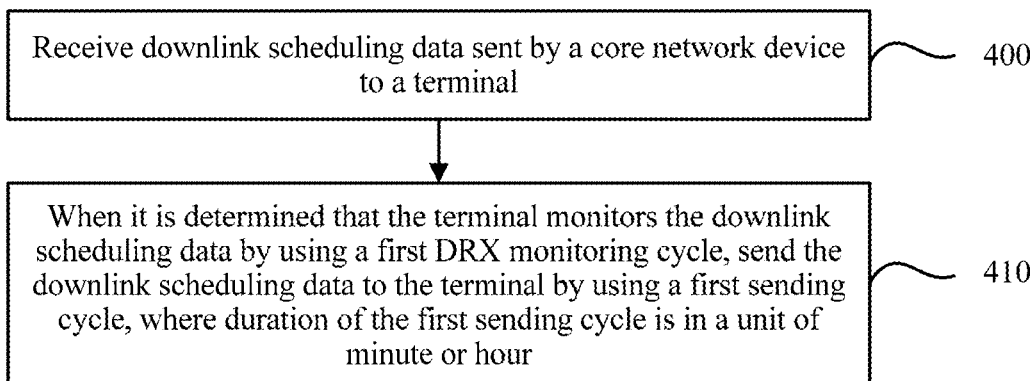 Receive downlink scheduling data sent by a core network device
to a terminal
400
When it is determined that the terminal monitors the downlink
scheduling data by using a first DRX monitoring cycle, send the
downlink scheduling data to the terminal by using a first sending
cycle, where duration of the first sending cycle is in a unit of
minute or hour
410